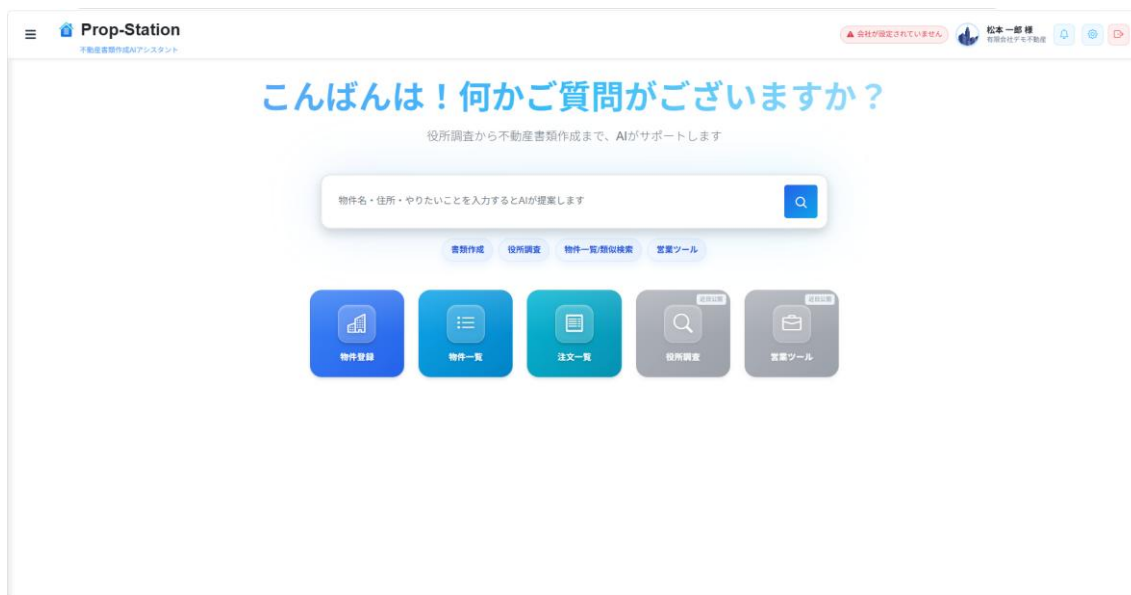 Prop-Station
不動産書類作成AIアシスタント
会社が設定されていません
松本 一郎 様
有限会社デモ不動産
こんばんは！何かご質問がございますか？
役所調査から不動産書類作成まで、AIがサポートします
物件名・住所・やりたいことを入力するとAIが提案します
書類作成
役所調査
物件一覧/類似検索
営業ツール
物件登録
物件一覧
注文一覧
近日公開
役所調査
近日公開
営業ツール